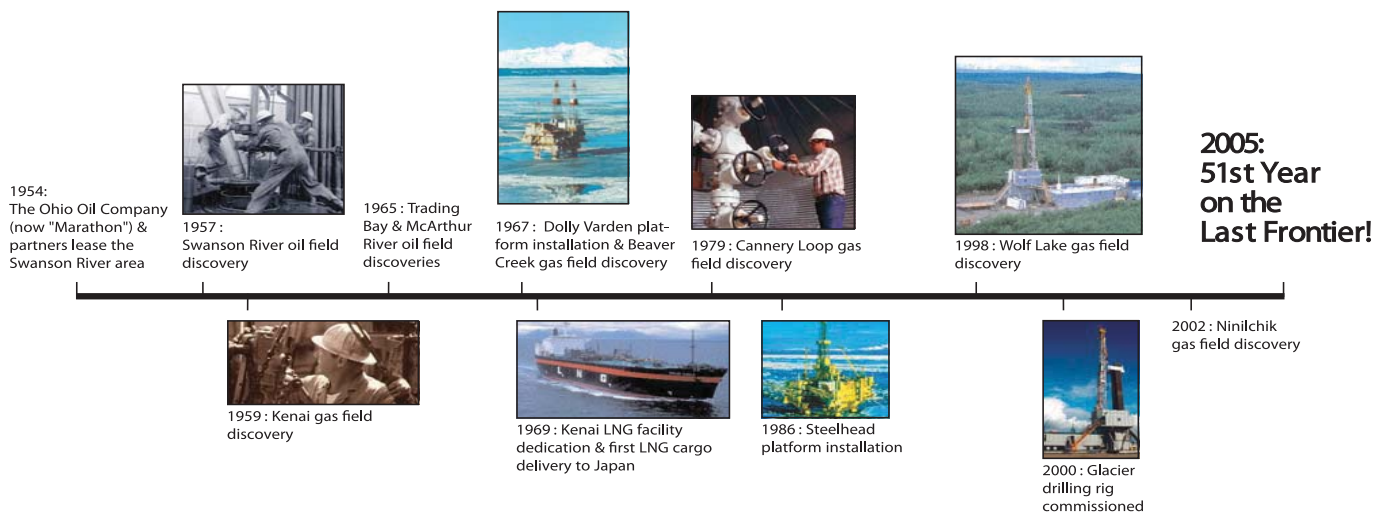 1954:
The Ohio Oil Company
(now "Marathon") &
partners lease the
Swanson River area
1957 :
Swanson River oil field
discovery
1959 : Kenai gas field
discovery
1965 : Trading
Bay & McArthur
River oil field
discoveries
1967 : Dolly Varden plat-
form installation & Beaver
Creek gas field discovery
LNG
1969 : Kenai LNG facility
dedication & first LNG cargo
delivery to Japan
1979 : Cannery Loop gas
field discovery
1986 : Steelhead
platform installation
1998 : Wolf Lake gas field
discovery
2000 : Glacier
drilling rig
commissioned
2002 : Ninilchik
gas field discovery
2005:
51st Year
on the
Last Frontier!